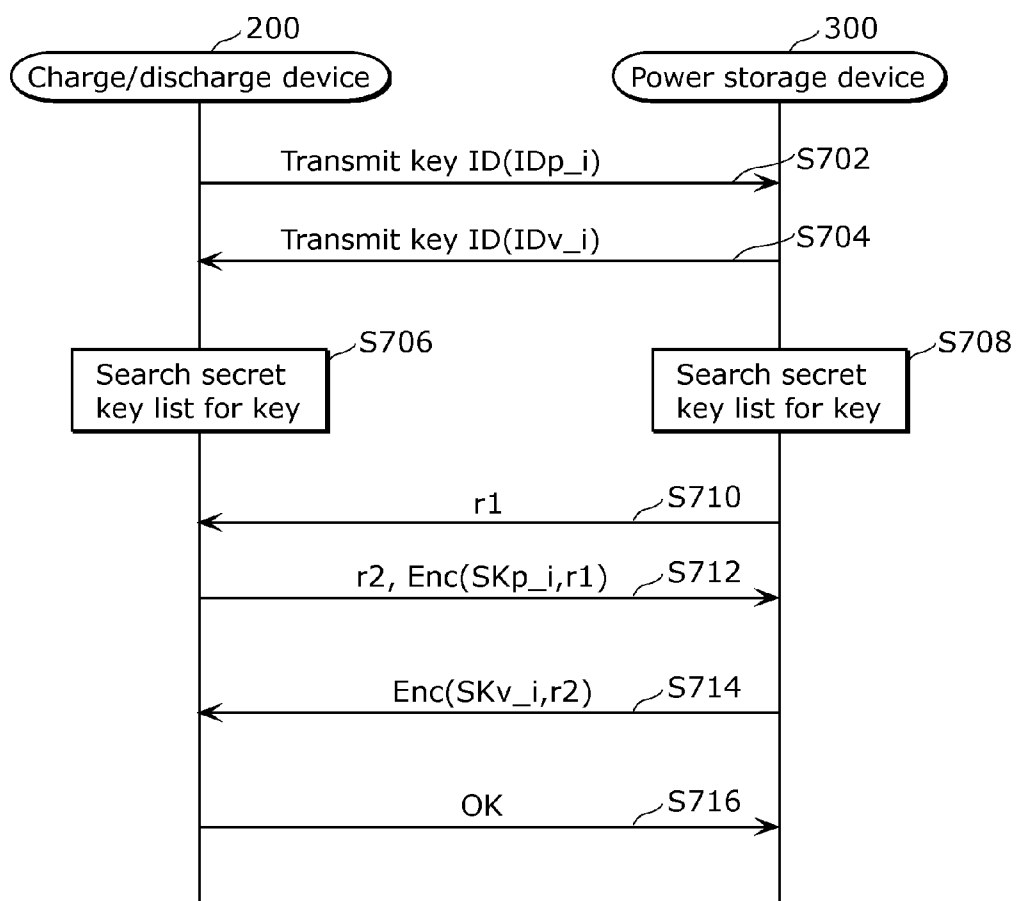 200
300
Charge/discharge device
Power storage device
Transmit key ID(IDp_i)
S702
Transmit key ID(IDv_i)
S704
S706
S708
Search secret
key list for key
Search secret
key list for key
r1
S710
r2, Enc(SKp_i,r1)
S712
Enc(SKv_i,r2)
S714
OK
S716